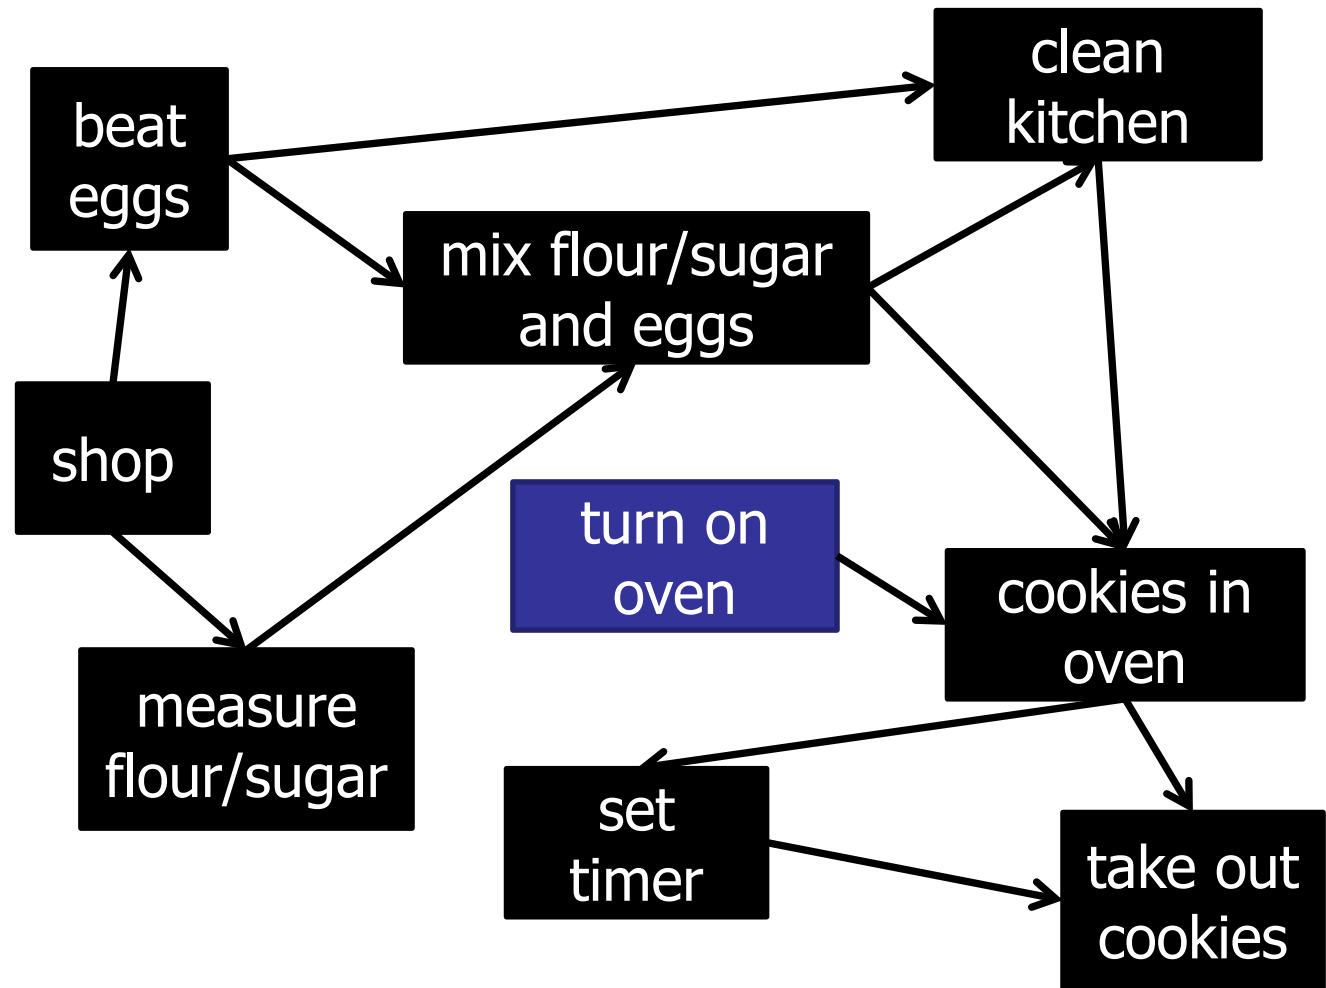 beat
eggs
clean
kitchen
mix flour/sugar
and eggs
shop
turn on
oven
cookies in
oven
measure
flour/sugar
set
timer
take out
cookies